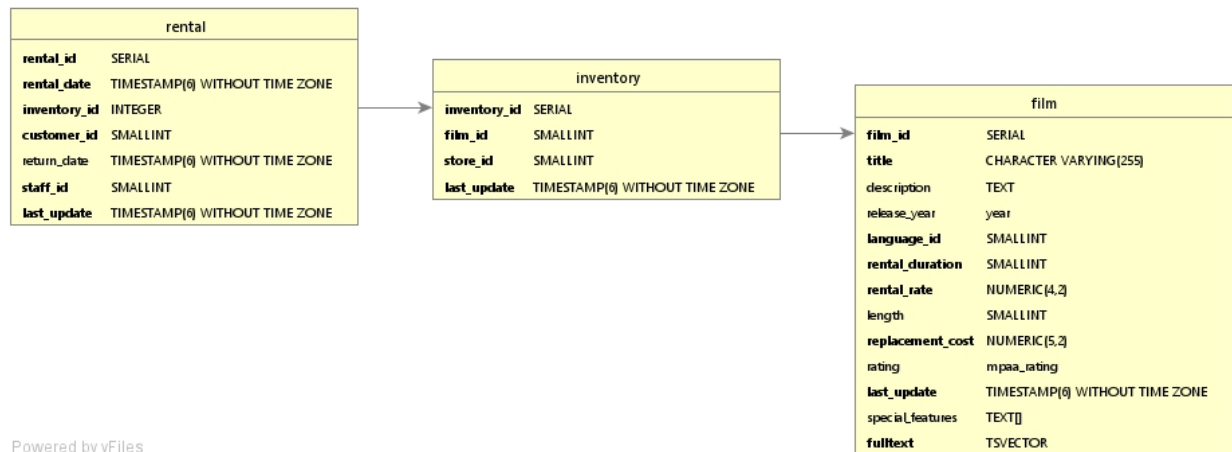 rental
rental_id SERIAL
rental_date TIMESTAMP(6) WITHOUT TIME ZONE
inventory_id INTEGER
customer_id SMALLINT
return_date TIMESTAMP(6) WITHOUT TIME ZONE
staff_id SMALLINT
last_update TIMESTAMP(6) WITHOUT TIME ZONE
inventory
inventory_id SERIAL
film_id SMALLINT
store_id SMALLINT
last_update TIMESTAMP(6) WITHOUT TIME ZONE
film
film_id SERIAL
title CHARACTER VARYING(255)
description TEXT
release_year year
language_id SMALLINT
rental_duration SMALLINT
rental_rate NUMERIC(4,2)
length SMALLINT
replacement_cost NUMERIC(5,2)
rating mpaa_rating
last_update TIMESTAMP(6) WITHOUT TIME ZONE
special_features TEXT[]
fulltext TSVECTOR
Powered by yFiles